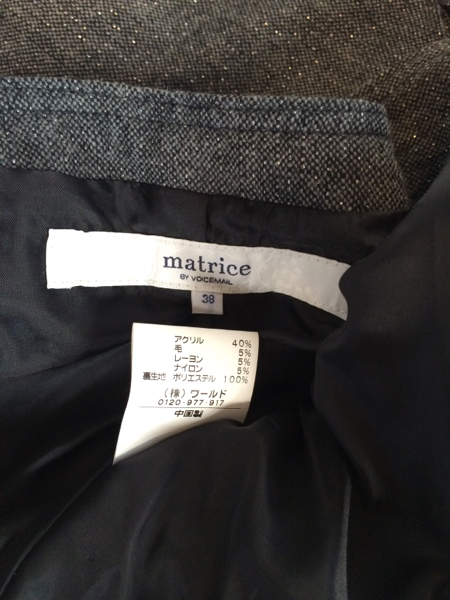 matrice
BY VOICEMAIL
38
アクリル 40%
毛 5%
レーヨン 5%
ナイロン 5%
裏生地 ポリエステル 100%
(株)ワールド
0120-977-917
中国製